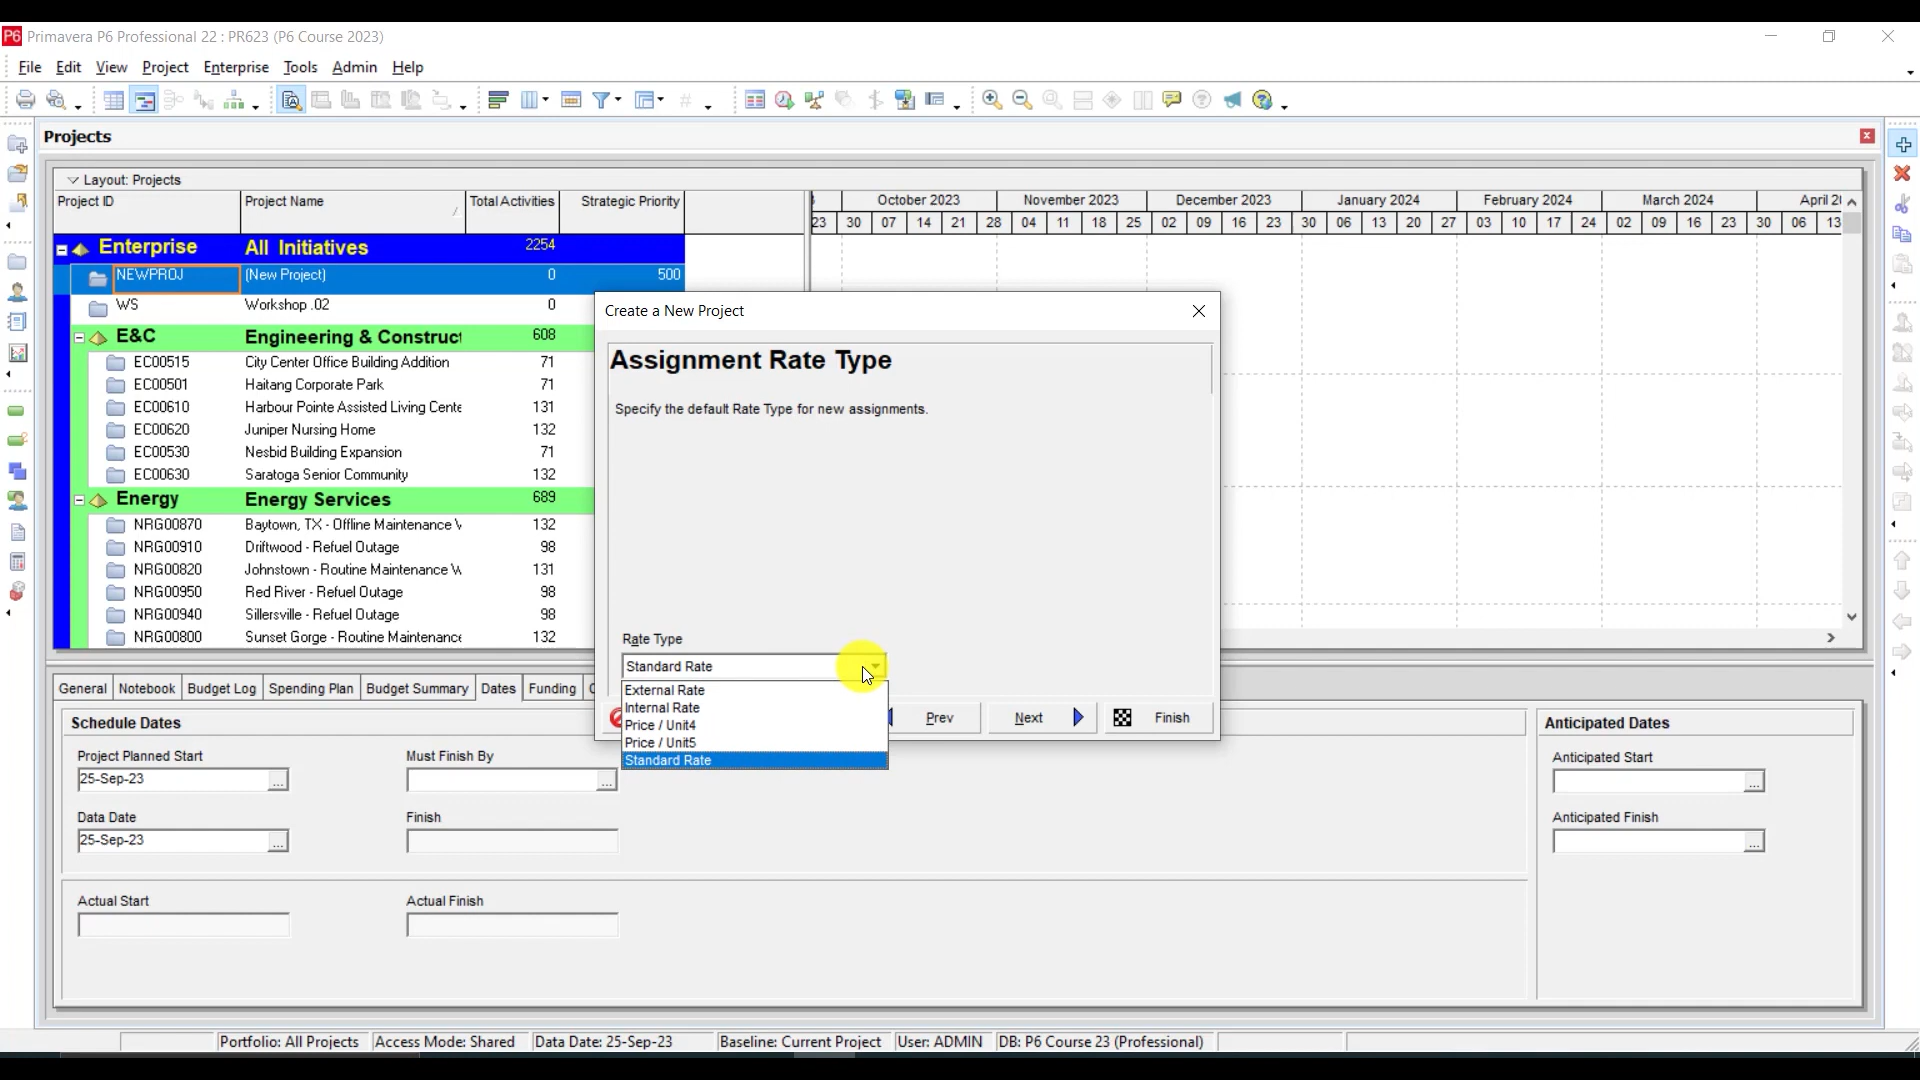 P6 Primavera P6 Professional 22 : PR623 (P6 Course 2023)
File Edit View Project Enterprise Tools Admin Help
Projects
Layout: Projects
Project ID Project Name Total Activities Strategic Priority
October 2023 November 2023 December 2023 January 2024 February 2024 March 2024
23 30 07 14 21 28 04 11 18 25 02 09 16 23 30 06 13 20 27 03 10 17 24 02 09 16 23 30 06 13
Enterprise All Initiatives 2254
NEWPROJ (New Project) 0 500
WS Workshop .02 0
E&C Engineering & Construct 608
EC00515 City Center Office Building Addition 71
EC00501 Haitang Corporate Park 71
EC00610 Harbour Pointe Assisted Living Cente 131
EC00620 Juniper Nursing Home 132
EC00530 Nesbid Building Expansion 71
EC00630 Saratoga Senior Community 132
Energy Energy Services 689
NRG00870 Baytown, TX - Offline Maintenance 132
NRG00910 Driftwood - Refuel Outage 98
NRG00820 Johnstown - Routine Maintenance 131
NRG00950 Red River - Refuel Outage 98
NRG00940 Sillersville - Refuel Outage 98
NRG00800 Sunset Gorge - Routine Maintenance 132
Create a New Project
Assignment Rate Type
Specify the default Rate Type for new assignments.
Rate Type
Standard Rate
External Rate
Internal Rate
Price / Unit4
Price / Unit5
Standard Rate
Prev Next Finish
General Notebook Budget Log Spending Plan Budget Summary Dates Funding
Schedule Dates
Project Planned Start Must Finish By
25-Sep-23 ... ...
Data Date Finish
25-Sep-23 ...
Actual Start Actual Finish
Anticipated Dates
Anticipated Start
...
Anticipated Finish
...
Portfolio: All Projects Access Mode: Shared Data Date: 25-Sep-23 Baseline: Current Project User: ADMIN DB: P6 Course 23 (Professional)